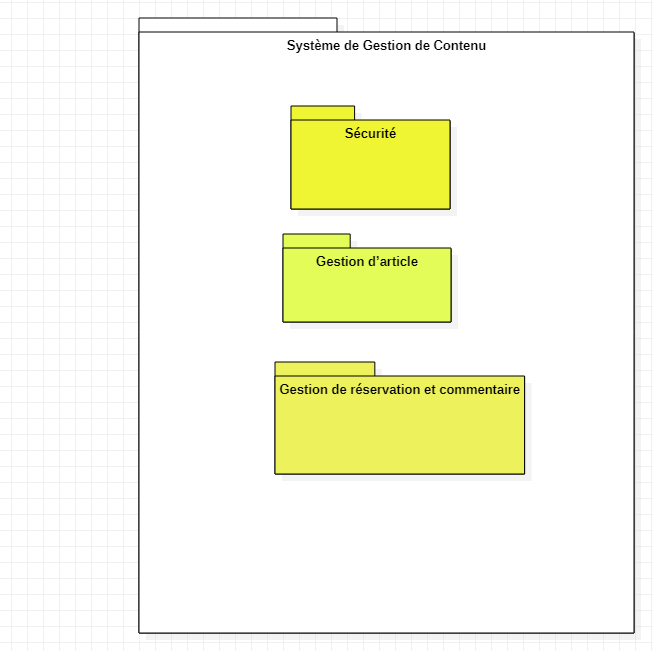 Système de Gestion de Contenu
Sécurité
Gestion d’article
Gestion de réservation et commentaire